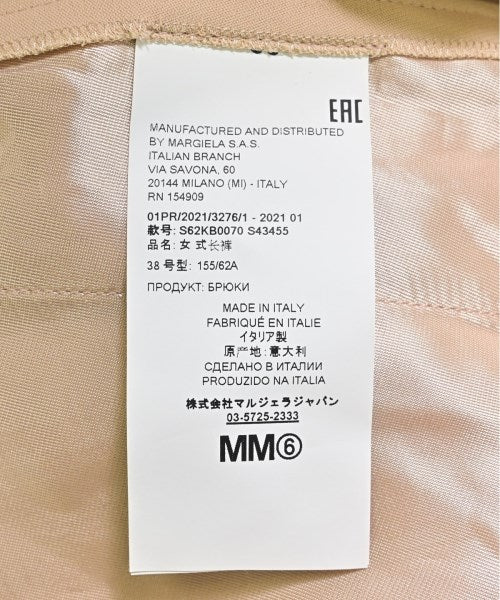 EAC
MANUFACTURED AND DISTRIBUTED
BY MARGIELA S.A.S.
ITALIAN BRANCH
VIA SAVONA, 60
20144 MILANO (MI) - ITALY
RN 154909
01PR/2021/3276/1 - 2021 01
款号: S62KB0070 S43455
品名: 女 式长裤
38 号型: 155/62A
ПРОДУКТ: БРЮКИ
MADE IN ITALY
FABRIQUÉ EN ITALIE
イタリア製
原产地: 意大利
СДЕЛАНО В ИТАЛИИ
PRODUZIDO NA ITALIA
株式会社マルジェラジャパン
03-5725-2333
MM⑥